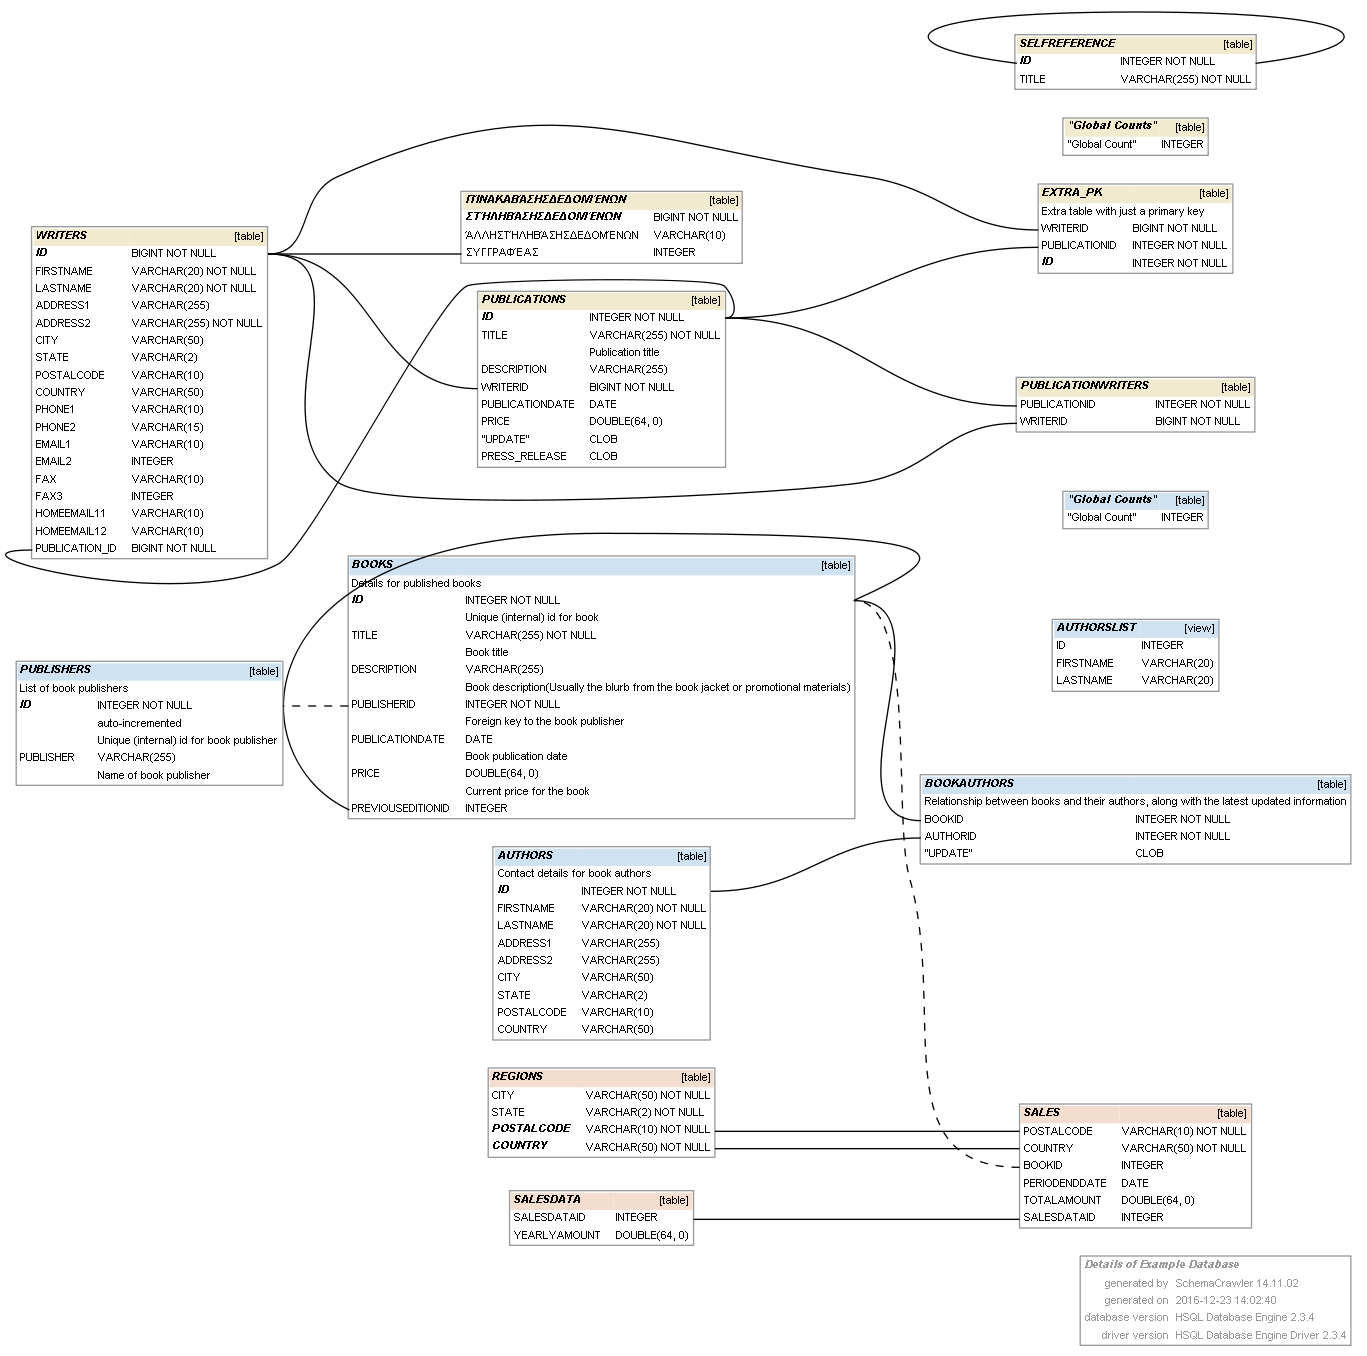 SELFREFERENCE [table]
ID INTEGER NOT NULL
TITLE VARCHAR(255) NOT NULL
"Global Counts" [table]
"Global Count" INTEGER
EXTRA_PK [table]
Extra table with just a primary key
WRITERID BIGINT NOT NULL
PUBLICATIONID INTEGER NOT NULL
ID INTEGER NOT NULL
ΠΊΝΑΚΑΒΆΣΗΣΔΕΔΟΜΈΝΩΝ [table]
ΣΤΉΛΗΒΆΣΗΣΔΕΔΟΜΈΝΩΝ BIGINT NOT NULL
ΆΛΛΗΣΤΉΛΗΒΆΣΗΣΔΕΔΟΜΈΝΩΝ VARCHAR(10)
ΣΥΓΓΡΑΦΈΑΣ INTEGER
WRITERS [table]
ID BIGINT NOT NULL
FIRSTNAME VARCHAR(20) NOT NULL
LASTNAME VARCHAR(20) NOT NULL
ADDRESS1 VARCHAR(255)
ADDRESS2 VARCHAR(255) NOT NULL
CITY VARCHAR(50)
STATE VARCHAR(2)
POSTALCODE VARCHAR(10)
COUNTRY VARCHAR(50)
PHONE1 VARCHAR(10)
PHONE2 VARCHAR(15)
EMAIL1 VARCHAR(10)
EMAIL2 INTEGER
FAX VARCHAR(10)
FAX3 INTEGER
HOMEEMAIL11 VARCHAR(10)
HOMEEMAIL12 VARCHAR(10)
PUBLICATION_ID BIGINT NOT NULL
PUBLICATIONS [table]
ID INTEGER NOT NULL
TITLE VARCHAR(255) NOT NULL
Publication title
DESCRIPTION VARCHAR(255)
WRITERID BIGINT NOT NULL
PUBLICATIONDATE DATE
PRICE DOUBLE(64, 0)
"UPDATE" CLOB
PRESS_RELEASE CLOB
PUBLICATIONWRITERS [table]
PUBLICATIONID INTEGER NOT NULL
WRITERID BIGINT NOT NULL
"Global Counts" [table]
"Global Count" INTEGER
BOOKS [table]
Details for published books
ID INTEGER NOT NULL
Unique (internal) id for book
TITLE VARCHAR(255) NOT NULL
Book title
DESCRIPTION VARCHAR(255)
Book description(Usually the blurb from the book jacket or promotional materials)
PUBLISHERID INTEGER NOT NULL
Foreign key to the book publisher
PUBLICATIONDATE DATE
Book publication date
PRICE DOUBLE(64, 0)
Current price for the book
PREVIOUSEDITIONID INTEGER
AUTHORSLIST [view]
ID INTEGER
FIRSTNAME VARCHAR(20)
LASTNAME VARCHAR(20)
PUBLISHERS [table]
List of book publishers
ID INTEGER NOT NULL
auto-incremented
Unique (internal) id for book publisher
PUBLISHER VARCHAR(255)
Name of book publisher
BOOKAUTHORS [table]
Relationship between books and their authors, along with the latest updated information
BOOKID INTEGER NOT NULL
AUTHORID INTEGER NOT NULL
"UPDATE" CLOB
AUTHORS [table]
Contact details for book authors
ID INTEGER NOT NULL
FIRSTNAME VARCHAR(20) NOT NULL
LASTNAME VARCHAR(20) NOT NULL
ADDRESS1 VARCHAR(255)
ADDRESS2 VARCHAR(255)
CITY VARCHAR(50)
STATE VARCHAR(2)
POSTALCODE VARCHAR(10)
COUNTRY VARCHAR(50)
REGIONS [table]
CITY VARCHAR(50) NOT NULL
STATE VARCHAR(2) NOT NULL
POSTALCODE VARCHAR(10) NOT NULL
COUNTRY VARCHAR(50) NOT NULL
SALES [table]
POSTALCODE VARCHAR(10) NOT NULL
COUNTRY VARCHAR(50) NOT NULL
BOOKID INTEGER
PERIODENDDATE DATE
TOTALAMOUNT DOUBLE(64, 0)
SALESDATAID INTEGER
SALESDATA [table]
SALESDATAID INTEGER
YEARLYAMOUNT DOUBLE(64, 0)
Details of Example Database
generated by SchemaCrawler 14.11.02
generated on 2016-12-23 14:02:40
database version HSQL Database Engine 2.3.4
driver version HSQL Database Engine Driver 2.3.4